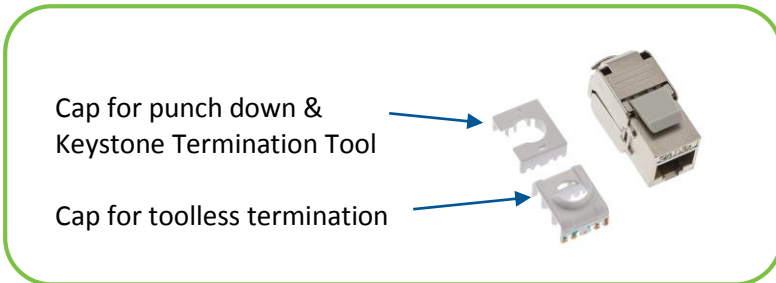 Cap for punch down &
Keystone Termination Tool
Cap for toolless termination